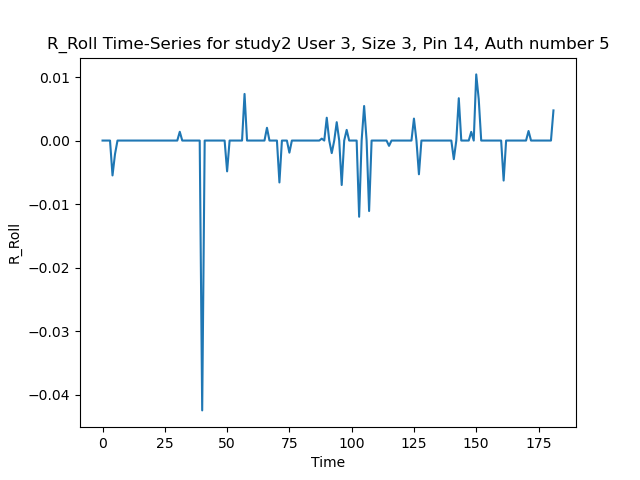 R_Roll Time-Series for study2 User 3, Size 3, Pin 14, Auth number 5
0.01
0.00
−0.01
−0.02
−0.03
−0.04
R_Roll
0 25 50 75 100 125 150 175
Time